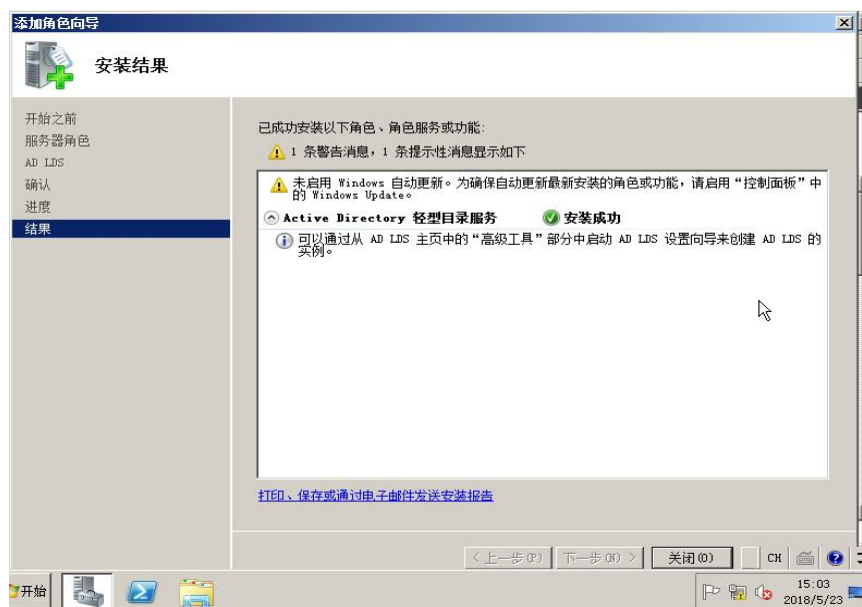 添加角色向导
安装结果
开始之前
服务器角色
AD LDS
确认
进度
结果
已成功安装以下角色、角色服务或功能:
1 条警告消息，1 条提示性消息显示如下
未启用 Windows 自动更新。为确保自动更新最新安装的角色或功能，请启用“控制面板”中
的 Windows Update。
Active Directory 轻型目录服务 安装成功
可以通过从 AD LDS 主页中的“高级工具”部分中启动 AD LDS 设置向导来创建 AD LDS 的
实例。
打印、保存或通过电子邮件发送安装报告
< 上一步(P) 下一步(N) > 关闭(O) CH
开始 15:03
2018/5/23